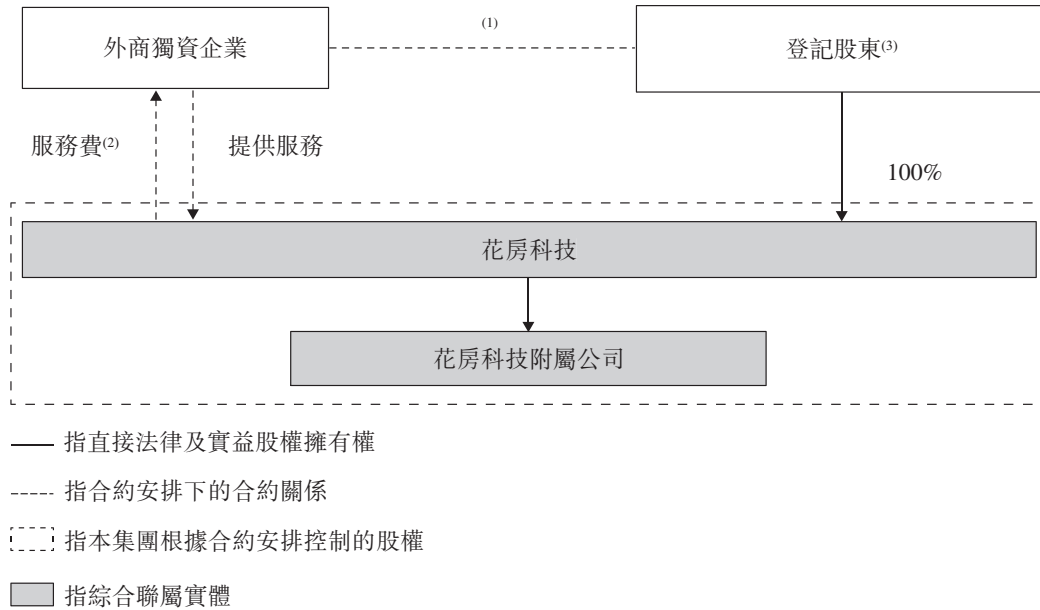 (1)
外商獨資企業
登記股東(3)
服務費(2)
提供服務
100%
花房科技
花房科技附屬公司
指直接法律及實益股權擁有權
指合約安排下的合約關係
指本集團根據合約安排控制的股權
指綜合聯屬實體